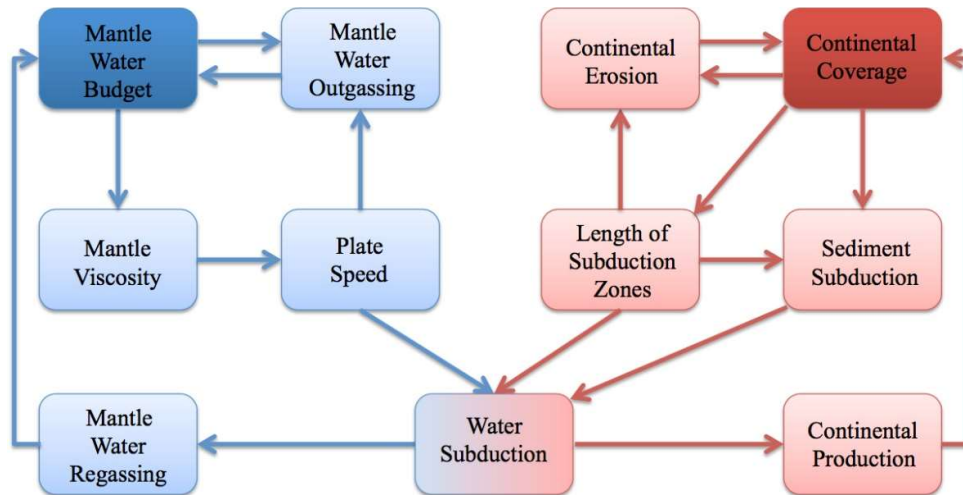 Mantle
Water
Budget
Mantle
Water
Outgassing
Continental
Erosion
Continental
Coverage
Mantle
Viscosity
Plate
Speed
Length of
Subduction
Zones
Sediment
Subduction
Mantle
Water
Regassing
Water
Subduction
Continental
Production